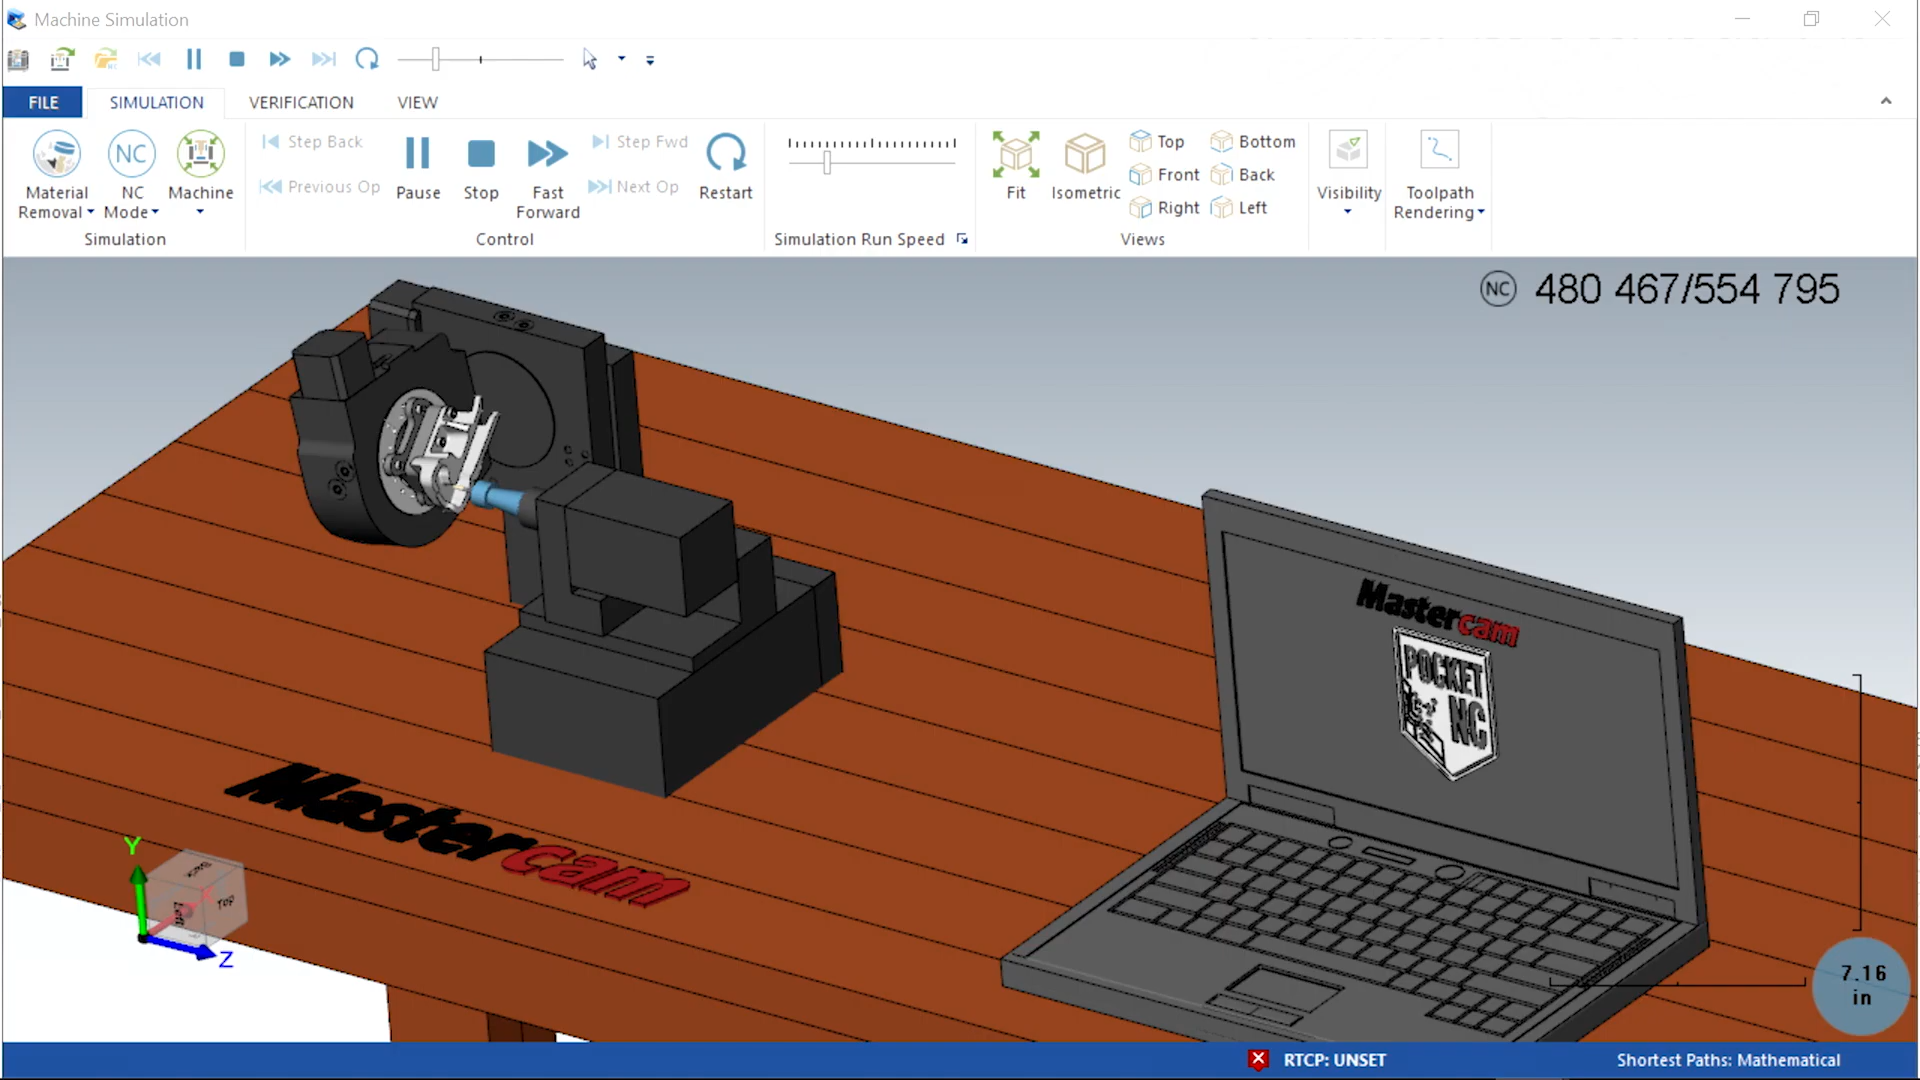 Machine Simulation
FILE SIMULATION VERIFICATION VIEW
Material Removal
NC Mode
Machine
Simulation
Step Back
Previous Op
Pause
Stop
Fast Forward
Step Fwd
Next Op
Restart
Control
Simulation Run Speed
Fit
Isometric
Top
Front
Right
Bottom
Back
Left
Views
Visibility
Toolpath Rendering
NC
NC 480 467/554 795
Mastercam
POCKET
NC
Mastercam
Y
Back
Top
Z
7.16
in
RTCP: UNSET
Shortest Paths: Mathematical